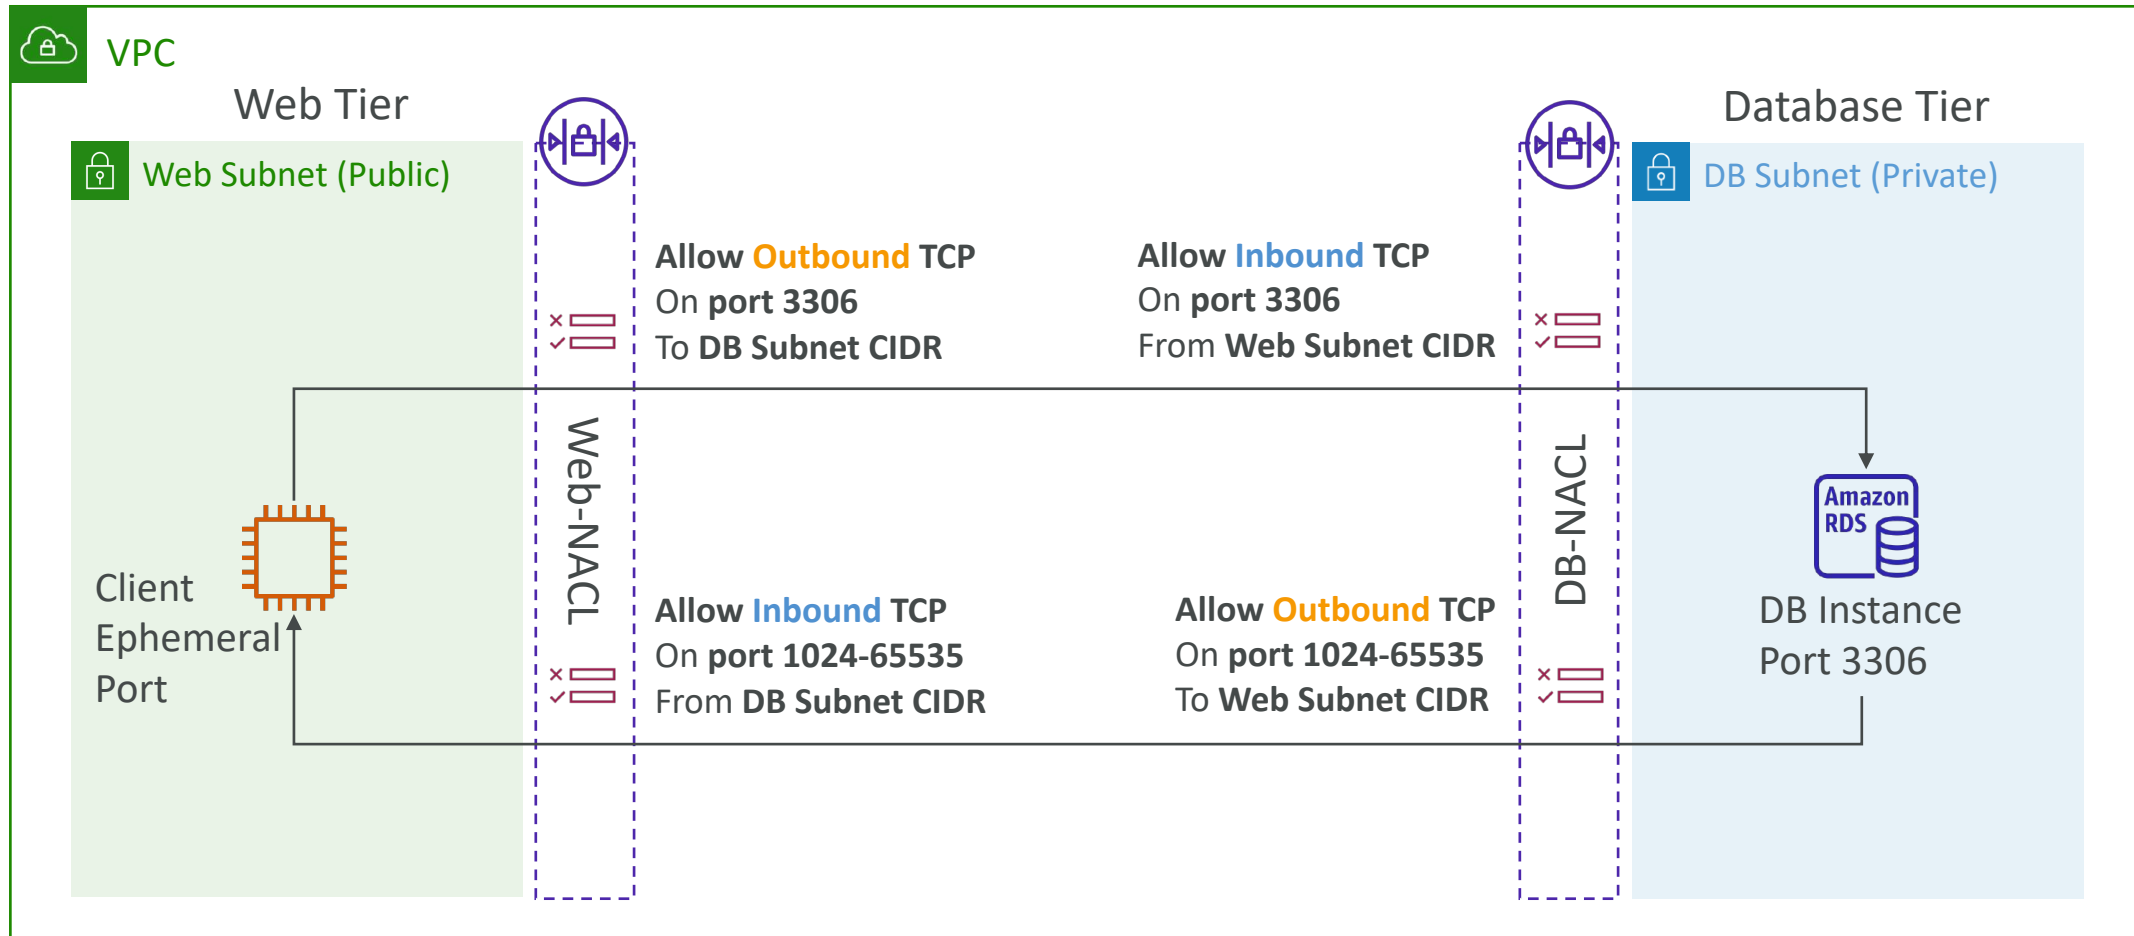 VPC
Web Tier
Database Tier
Web Subnet (Public)
DB Subnet (Private)
Allow Outbound TCP
On port 3306
To DB Subnet CIDR
Allow Inbound TCP
On port 3306
From Web Subnet CIDR
Web-NACL
DB-NACL
Amazon
RDS
Client
Ephemeral
Port
Allow Inbound TCP
On port 1024-65535
From DB Subnet CIDR
Allow Outbound TCP
On port 1024-65535
To Web Subnet CIDR
DB Instance
Port 3306